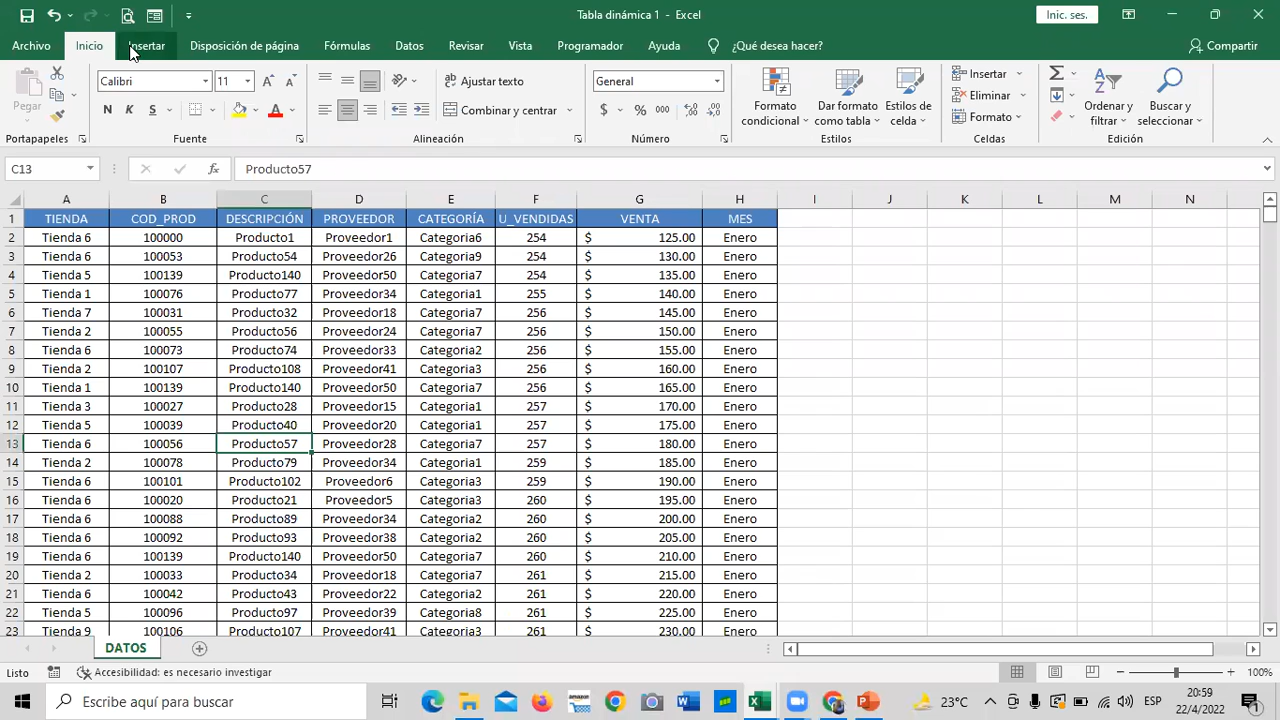 Tabla dinámica 1 - Excel
Inic. ses.
Archivo Inicio Insertar Disposición de página Fórmulas Datos Revisar Vista Programador Ayuda ¿Qué desea hacer? Compartir
Pegar
Calibri 11
N K S
Ajustar texto
Combinar y centrar
General
$ % 000
Formato condicional
Dar formato como tabla
Estilos de celda
Insertar
Eliminar
Formato
Ordenar y filtrar
Buscar y seleccionar
Portapapeles Fuente Alineación Número Estilos Celdas Edición
C13 fx Producto57
A B C D E F G H I J K L M N
1 TIENDA COD_PROD DESCRIPCIÓN PROVEEDOR CATEGORÍA U_VENDIDAS VENTA MES
2 Tienda 6 100000 Producto1 Proveedor1 Categoria6 254 $ 125.00 Enero
3 Tienda 6 100053 Producto54 Proveedor26 Categoria9 254 $ 130.00 Enero
4 Tienda 5 100139 Producto140 Proveedor50 Categoria7 254 $ 135.00 Enero
5 Tienda 1 100076 Producto77 Proveedor34 Categoria1 255 $ 140.00 Enero
6 Tienda 7 100031 Producto32 Proveedor18 Categoria7 256 $ 145.00 Enero
7 Tienda 2 100055 Producto56 Proveedor24 Categoria6 256 $ 150.00 Enero
8 Tienda 6 100073 Producto74 Proveedor33 Categoria2 256 $ 155.00 Enero
9 Tienda 2 100107 Producto108 Proveedor41 Categoria3 256 $ 160.00 Enero
10 Tienda 1 100139 Producto140 Proveedor50 Categoria7 256 $ 165.00 Enero
11 Tienda 3 100027 Producto28 Proveedor15 Categoria1 257 $ 170.00 Enero
12 Tienda 5 100039 Producto40 Proveedor20 Categoria1 257 $ 175.00 Enero
13 Tienda 6 100056 Producto57 Proveedor28 Categoria7 257 $ 180.00 Enero
14 Tienda 2 100078 Producto79 Proveedor34 Categoria1 259 $ 185.00 Enero
15 Tienda 6 100101 Producto102 Proveedor6 Categoria3 259 $ 190.00 Enero
16 Tienda 6 100020 Producto21 Proveedor5 Categoria3 260 $ 195.00 Enero
17 Tienda 6 100088 Producto89 Proveedor34 Categoria2 260 $ 200.00 Enero
18 Tienda 6 100092 Producto93 Proveedor38 Categoria2 260 $ 205.00 Enero
19 Tienda 6 100139 Producto140 Proveedor50 Categoria7 260 $ 210.00 Enero
20 Tienda 2 100033 Producto34 Proveedor18 Categoria7 261 $ 215.00 Enero
21 Tienda 6 100042 Producto43 Proveedor22 Categoria2 261 $ 220.00 Enero
22 Tienda 5 100096 Producto97 Proveedor39 Categoria8 261 $ 225.00 Enero
23 Tienda 9 100106 Producto107 Proveedor41 Categoria3 261 $ 230.00 Enero
DATOS
Listo Accesibilidad: es necesario investigar 100%
Escribe aquí para buscar
23°C ESP
20:59
22/4/2022